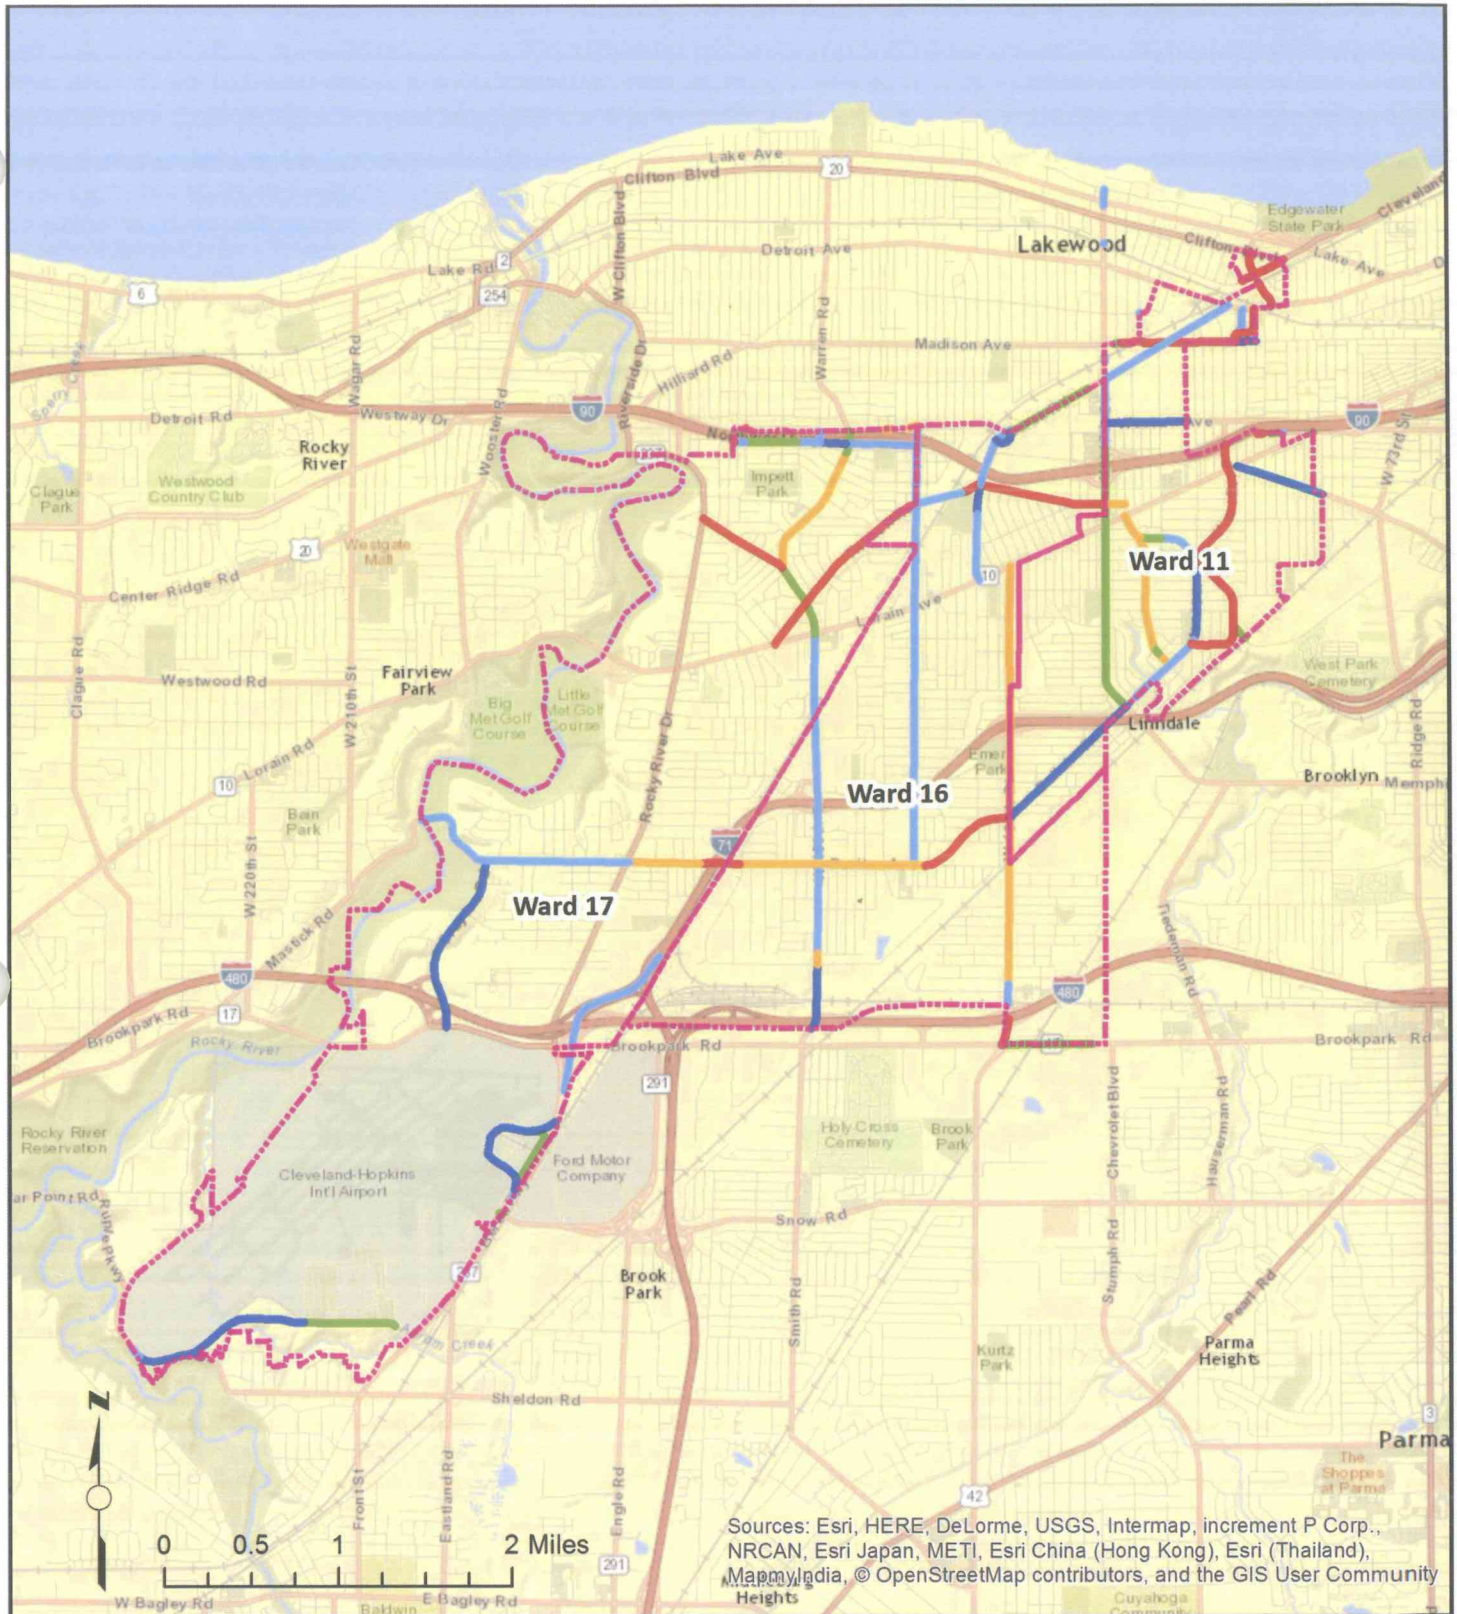 Lake Ave
Clifton Blvd
20
Edgewater
State Park
Cleveland
Lakewood
Clifton
Lake Ave
W Clifton Blvd
Detroit Ave
Lake Rd
2
254
6
Warren Rd
Madison Ave
Wagar Rd
Riverside Dr
Hilliard Rd
Detroit Rd
Westway Dr
90
90
Ave
W 73rd St
Rocky
River
Wooster Rd
237
Clague
Park
Westwood
Country Club
Impett
Park
20
Westgate
Mall
Ward 11
10
Center Ridge Rd
Lorain Ave
Clague Rd
W 210th St
Westwood Rd
Fairview
Park
Big
Met Golf
Course
Little
Met Golf
Course
West Park
Cemetery
Ridge Rd
Linndale
Rocky River Dr
10
Lorain Rd
Brooklyn
Ward 16
Bain
Park
71
W 220th St
Ward 17
Mastick Rd
Tiedeman Rd
480
480
17
Brookpark Rd
Rocky River
Brookpark Rd
Brookpark Rd
291
Chevrolet Blvd
Hauserman Rd
Rocky River
Reservation
Holy Cross
Cemetery
Brook
Park
Cleveland-Hopkins
Int'l Airport
Ford Motor
Company
Snow Rd
Stumph Rd
237
Brook
Park
Smith Rd
Pearl Rd
Creek
Parma
Heights
Kurtz
Park
Sheldon Rd
3
Parma
The
Shoppes
at Parma
Front St
Eastland Rd
Engle Rd
42
0 0.5 1 2 Miles
Sources: Esri, HERE, DeLorme, USGS, Intermap, increment P Corp.,
NRCAN, Esri Japan, METI, Esri China (Hong Kong), Esri (Thailand),
MapmyIndia, © OpenStreetMap contributors, and the GIS User Community
291
Heights
W Bagley Rd
E Bagley Rd
Baldwin
Cuyahoga
Community